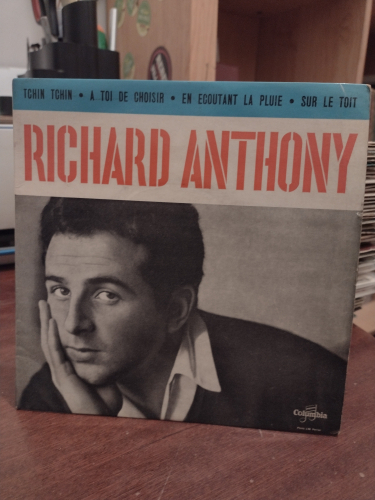 TCHIN TCHIN • A TOI DE CHOISIR • EN ECOUTANT LA PLUIE • SUR LE TOIT
RICHARD ANTHONY
Columbia